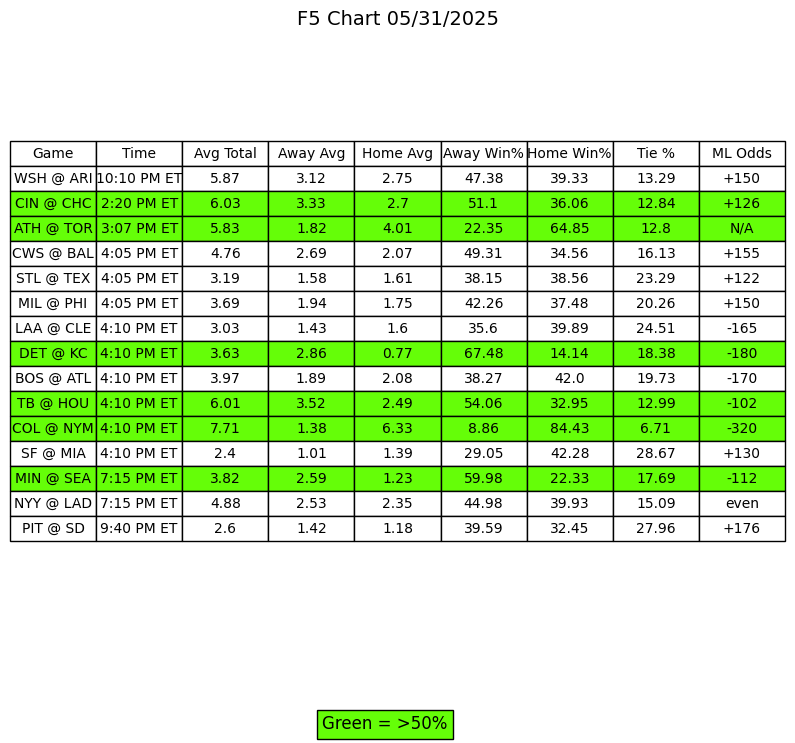 F5 Chart 05/31/2025
Game Time Avg Total Away Avg Home Avg Away Win% Home Win% Tie % ML Odds
WSH @ ARI 10:10 PM ET 5.87 3.12 2.75 47.38 39.33 13.29 +150
CIN @ CHC 2:20 PM ET 6.03 3.33 2.7 51.1 36.06 12.84 +126
ATH @ TOR 3:07 PM ET 5.83 1.82 4.01 22.35 64.85 12.8 N/A
CWS @ BAL 4:05 PM ET 4.76 2.69 2.07 49.31 34.56 16.13 +155
STL @ TEX 4:05 PM ET 3.19 1.58 1.61 38.15 38.56 23.29 +122
MIL @ PHI 4:05 PM ET 3.69 1.94 1.75 42.26 37.48 20.26 +150
LAA @ CLE 4:10 PM ET 3.03 1.43 1.6 35.6 39.89 24.51 -165
DET @ KC 4:10 PM ET 3.63 2.86 0.77 67.48 14.14 18.38 -180
BOS @ ATL 4:10 PM ET 3.97 1.89 2.08 38.27 42.0 19.73 -170
TB @ HOU 4:10 PM ET 6.01 3.52 2.49 54.06 32.95 12.99 -102
COL @ NYM 4:10 PM ET 7.71 1.38 6.33 8.86 84.43 6.71 -320
SF @ MIA 4:10 PM ET 2.4 1.01 1.39 29.05 42.28 28.67 +130
MIN @ SEA 7:15 PM ET 3.82 2.59 1.23 59.98 22.33 17.69 -112
NYY @ LAD 7:15 PM ET 4.88 2.53 2.35 44.98 39.93 15.09 even
PIT @ SD 9:40 PM ET 2.6 1.42 1.18 39.59 32.45 27.96 +176
Green = >50%